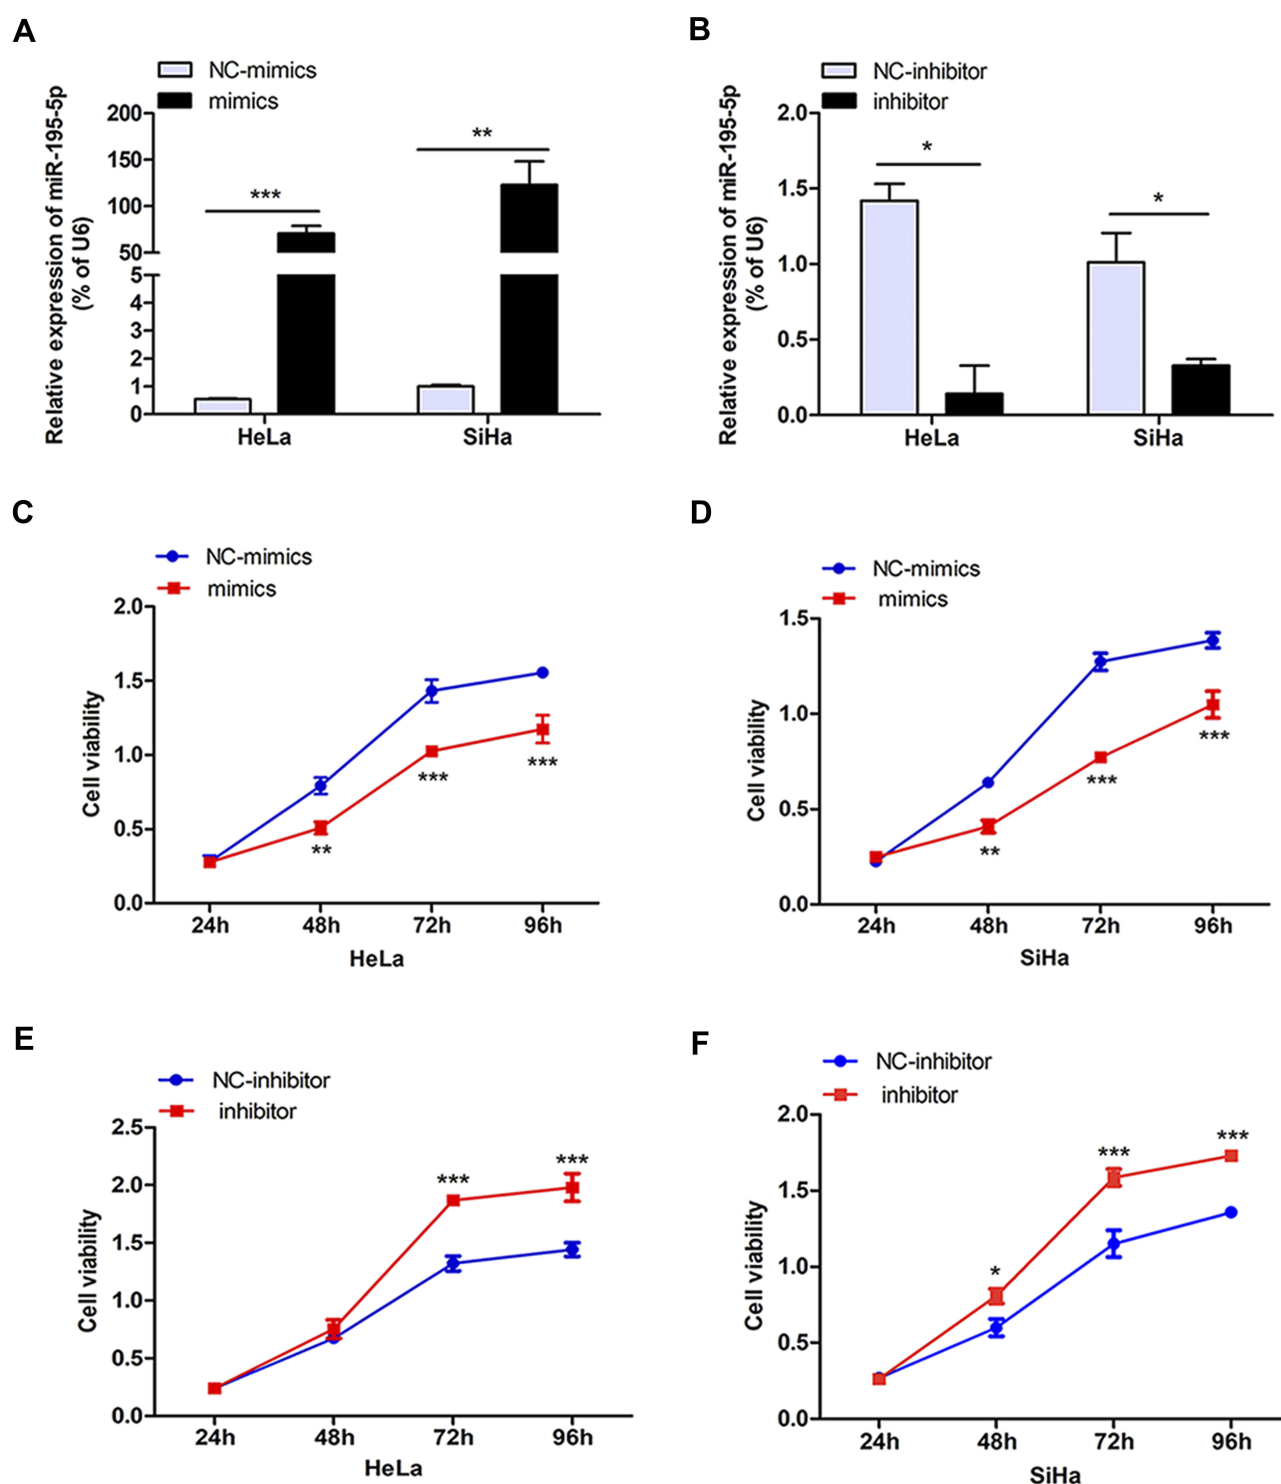 A
NC-mimics
mimics
Relative expression of miR-195-5p
(% of U6)
200
150
100
50
5
4
3
2
1
0
***
**
HeLa
SiHa
B
NC-inhibitor
inhibitor
Relative expression of miR-195-5p
(% of U6)
2.0
1.5
1.0
0.5
0.0
*
*
HeLa
SiHa
C
NC-mimics
mimics
Cell viability
2.0
1.5
1.0
0.5
0.0
**
***
***
24h
48h
72h
96h
HeLa
D
NC-mimics
mimics
Cell viability
1.5
1.0
0.5
0.0
**
***
***
24h
48h
72h
96h
SiHa
E
NC-inhibitor
inhibitor
Cell viability
2.5
2.0
1.5
1.0
0.5
0.0
***
***
24h
48h
72h
96h
HeLa
F
NC-inhibitor
inhibitor
Cell viability
2.0
1.5
1.0
0.5
0.0
*
***
***
24h
48h
72h
96h
SiHa